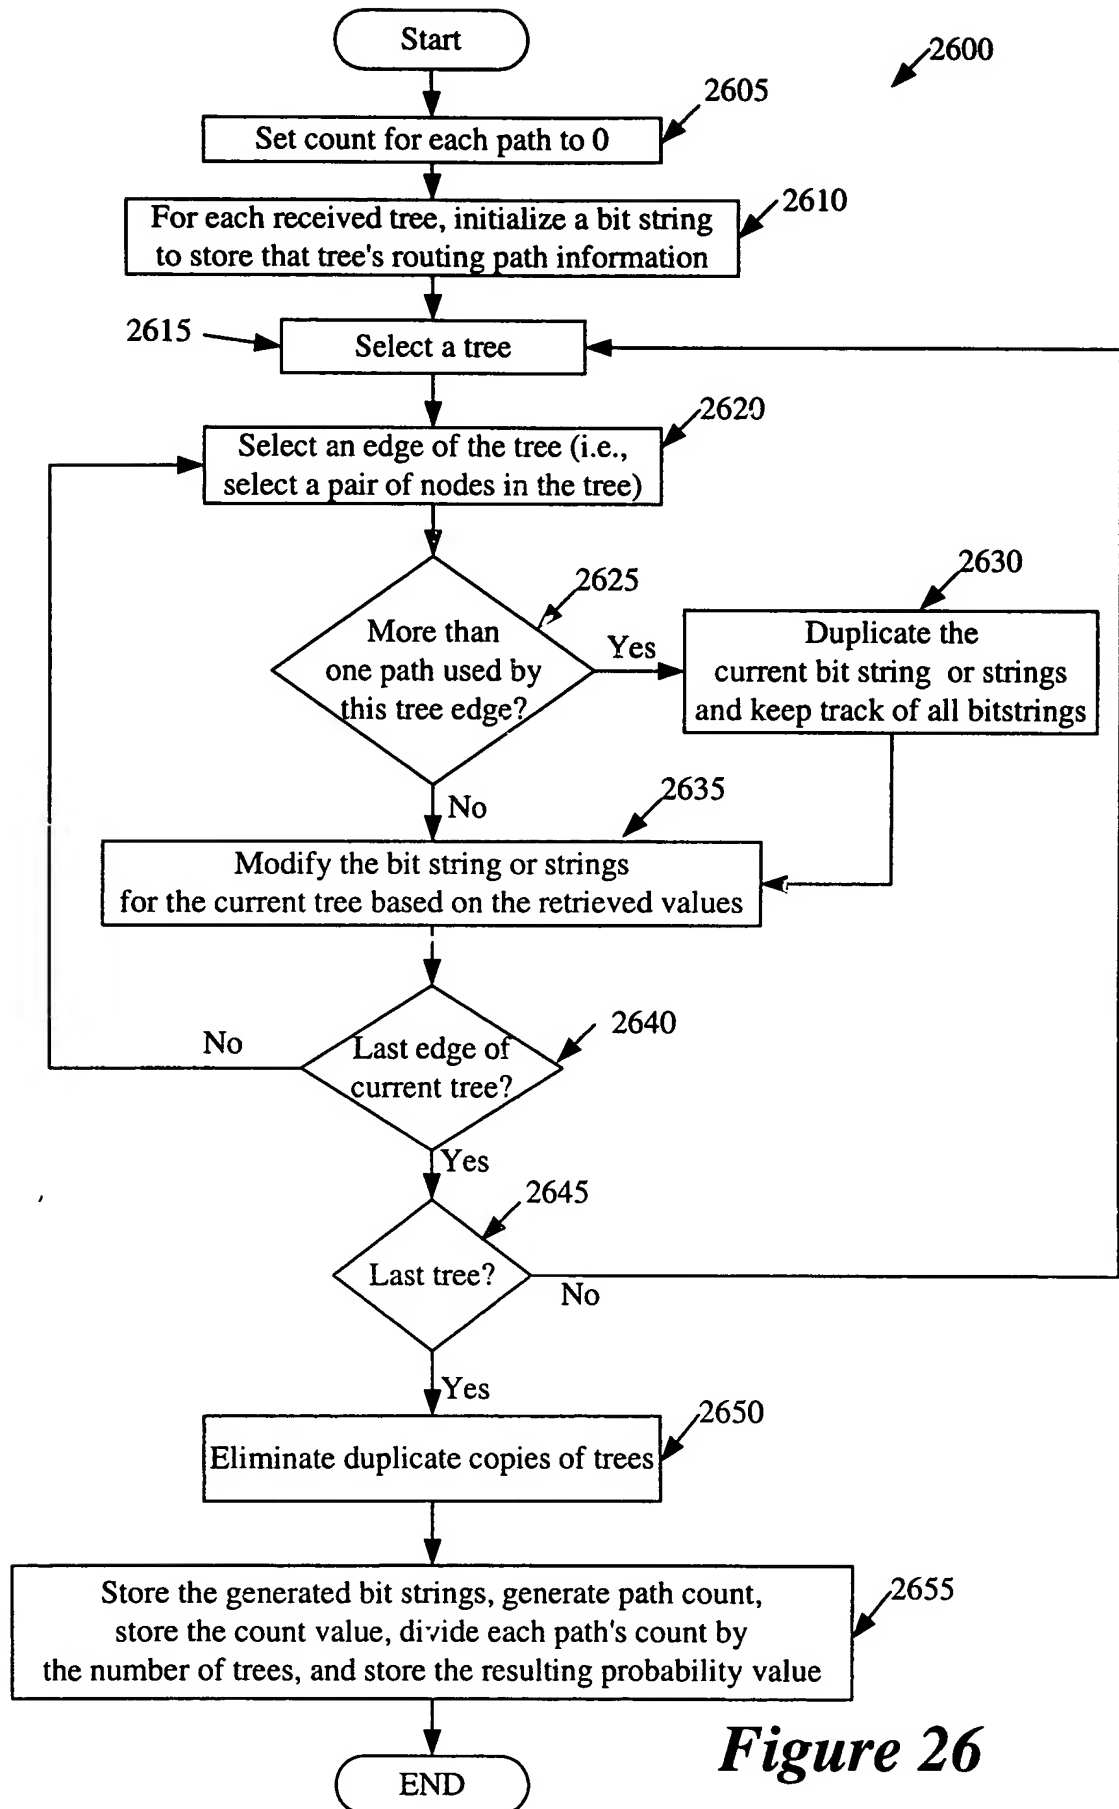 Start
2600
2605
Set count for each path to 0
2610
For each received tree, initialize a bit string
to store that tree's routing path information
2615
Select a tree
2620
Select an edge of the tree (i.e.,
select a pair of nodes in the tree)
2625
More than
one path used by
this tree edge?
Yes
2630
Duplicate the
current bit string or strings
and keep track of all bitstrings
No
2635
Modify the bit string or strings
for the current tree based on the retrieved values
No
2640
Last edge of
current tree?
Yes
2645
Last tree?
No
Yes
2650
Eliminate duplicate copies of trees
2655
Store the generated bit strings, generate path count,
store the count value, divide each path's count by
the number of trees, and store the resulting probability value
Figure 26
END